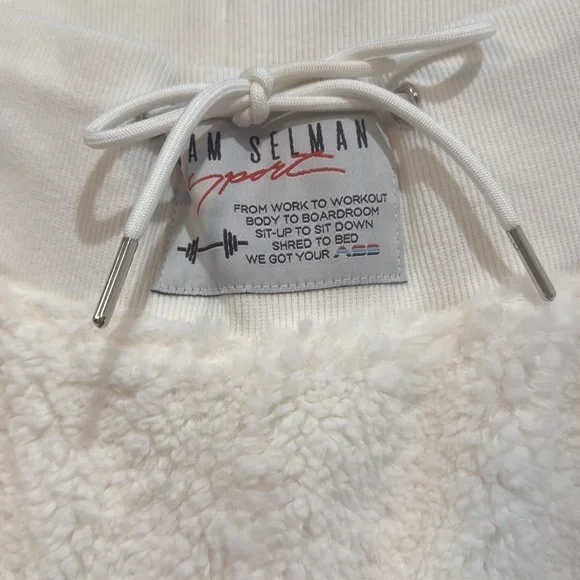 AM SELMAN
Sport
FROM WORK TO WORKOUT
BODY TO BOARDROOM
SIT-UP TO SIT DOWN
SHRED TO BED
WE GOT YOUR ASS